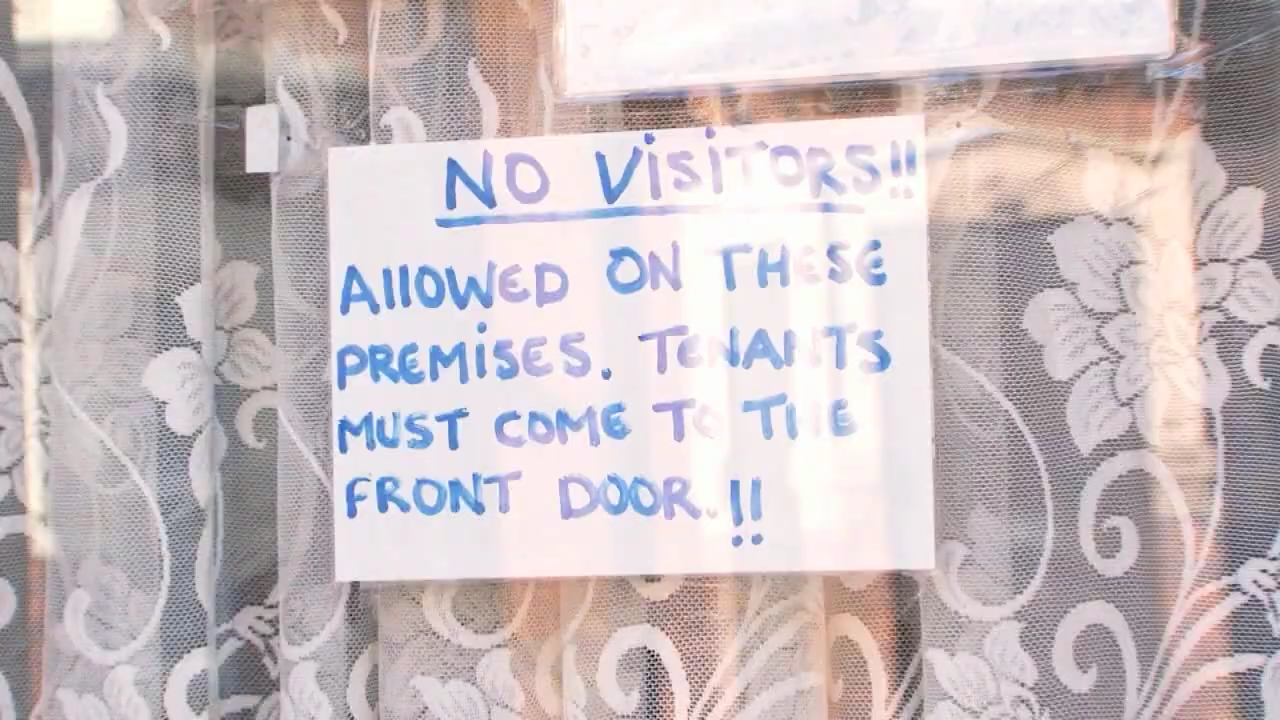 NO VISITORS!!
ALLOWED ON THESE
PREMISES. TENANTS
MUST COME TO THE
FRONT DOOR.!!